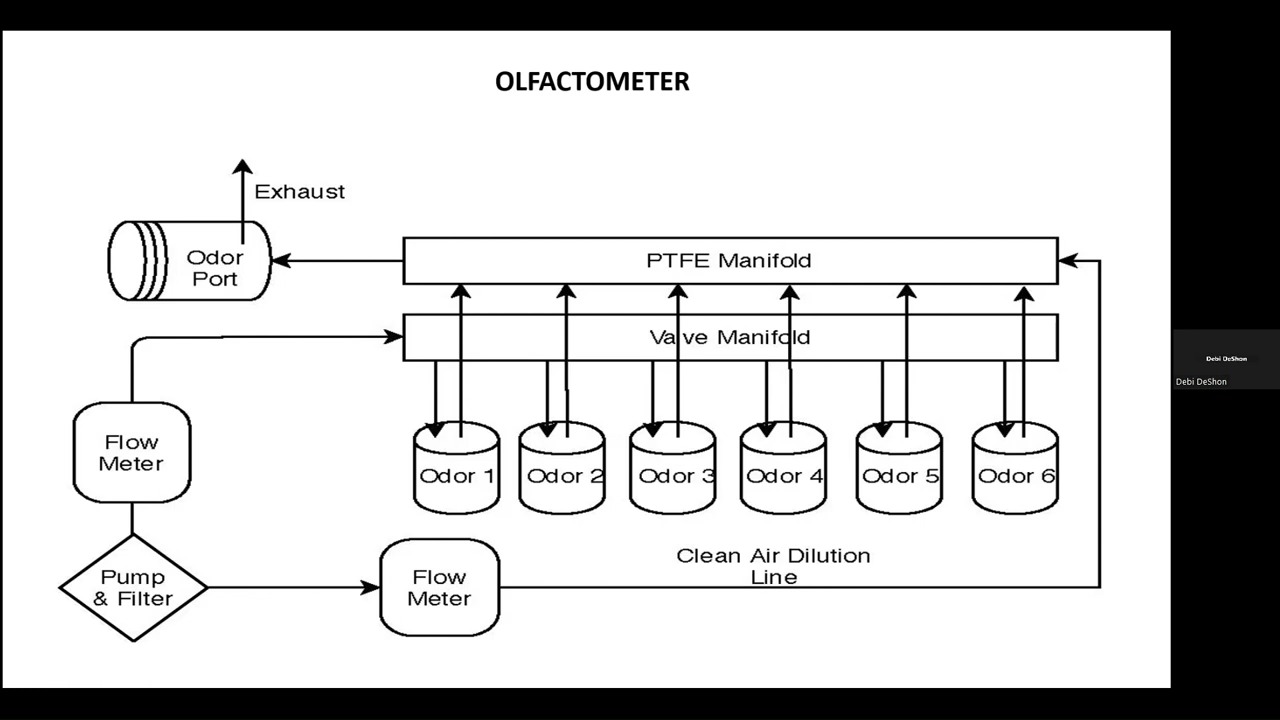 OLFACTOMETER
Exhaust
Odor
Port
PTFE Manifold
Valve Manifold
Flow
Meter
Odor 1
Odor 2
Odor 3
Odor 4
Odor 5
Odor 6
Pump
& Filter
Flow
Meter
Clean Air Dilution
Line
Debi DeShon
Debi DeShon